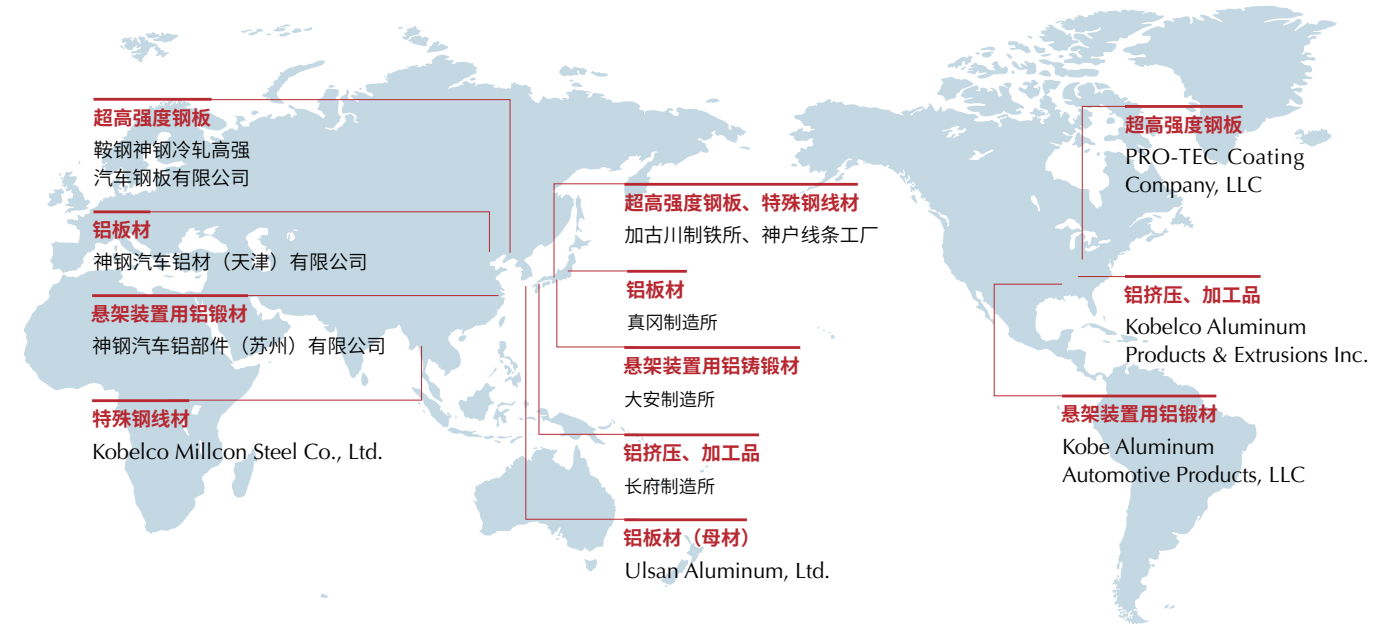 超高强度钢板
鞍钢神钢冷轧高强
汽车钢板有限公司
铝板材
神钢汽车铝材（天津）有限公司
悬架装置用铝锻材
神钢汽车铝部件（苏州）有限公司
特殊钢线材
Kobelco Millcon Steel Co., Ltd.
超高强度钢板、特殊钢线材
加古川制铁所、神户线条工厂
铝板材
真冈制造所
悬架装置用铝铸锻材
大安制造所
铝挤压、加工品
长府制造所
铝板材（母材）
Ulsan Aluminum, Ltd.
超高强度钢板
PRO-TEC Coating
Company, LLC
铝挤压、加工品
Kobelco Aluminum
Products & Extrusions Inc.
悬架装置用铝锻材
Kobe Aluminum
Automotive Products, LLC